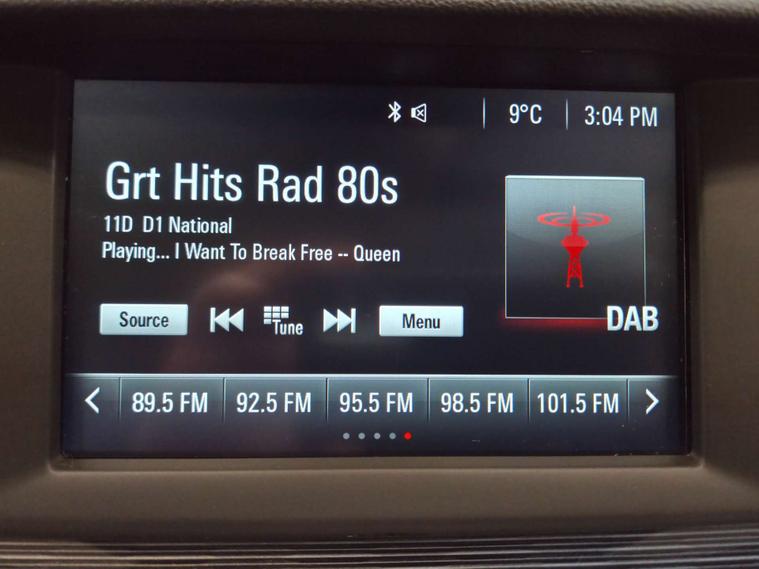 9°C
3:04 PM
Grt Hits Rad 80s
11D D1 National
Playing... I Want To Break Free -- Queen
DAB
Source
Tune
Menu
89.5 FM
92.5 FM
95.5 FM
98.5 FM
101.5 FM